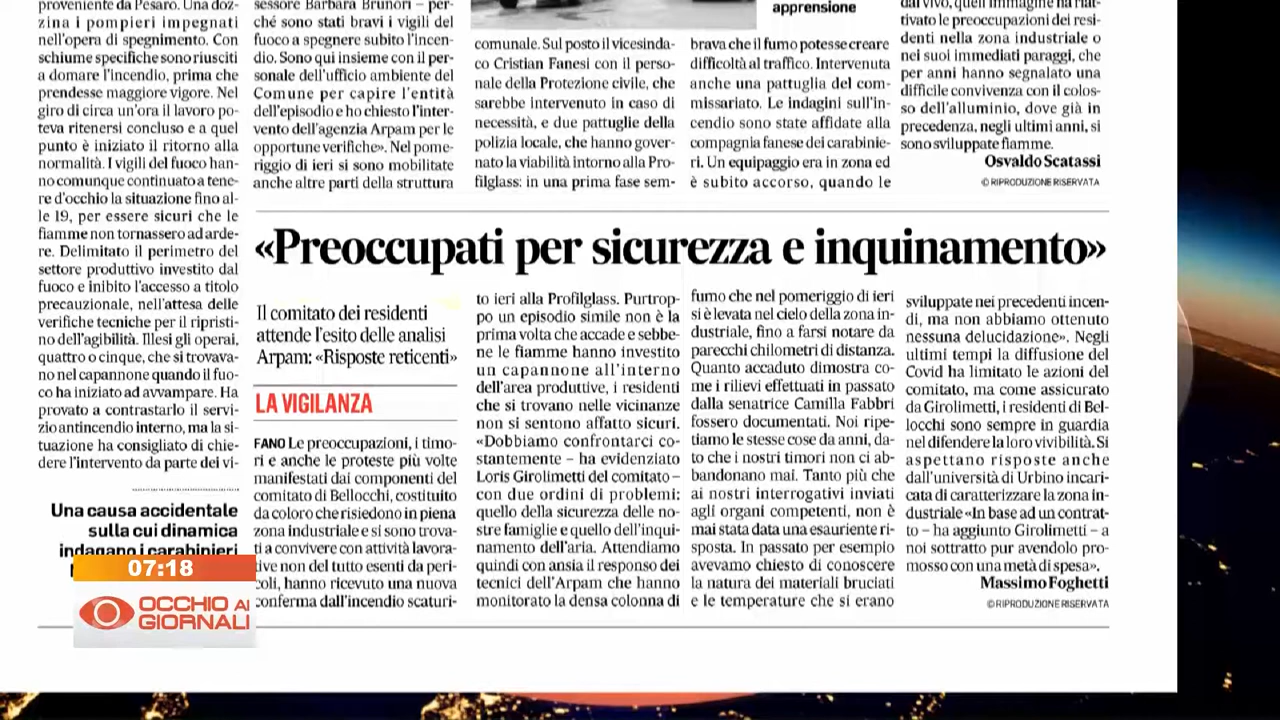 proveniente da Pesaro. Una doz-
zina i pompieri impegnati
nell'opera di spegnimento. Con
schiume specifiche sono riusciti
a domare l'incendio, prima che
prendesse maggiore vigore. Nel
giro di circa un'ora il lavoro po-
teva ritenersi concluso e a quel
punto è iniziato il ritorno alla
normalità. I vigili del fuoco han-
no comunque continuato a tene-
re d'occhio la situazione fino al-
le 19, per essere sicuri che le
fiamme non tornassero ad arde-
re. Delimitato il perimetro del
settore produttivo investito dal
fuoco e inibito l'accesso a titolo
precauzionale, nell'attesa delle
verifiche tecniche per il ripristi-
no dell'agibilità. Illesi gli operai,
quattro o cinque, che si trovava-
no nel capannone quando il fuo-
co ha iniziato ad avvampare. Ha
provato a contrastarlo il servi-
zio antincendio interno, ma la si-
tuazione ha consigliato di chie-
dere l'intervento da parte dei vi-
Una causa accidentale
sulla cui dinamica
indagano i carabinieri
sessore Barbara Brunori – per-
ché sono stati bravi i vigili del
fuoco a spegnere subito l'incen-
dio. Sono qui insieme con il per-
sonale dell'ufficio ambiente del
Comune per capire l'entità
dell'episodio e ho chiesto l'inter-
vento dell'agenzia Arpam per le
opportune verifiche». Nel pome-
riggio di ieri si sono mobilitate
anche altre parti della struttura
comunale. Sul posto il vicesinda-
co Cristian Fanesi con il perso-
nale della Protezione civile, che
sarebbe intervenuto in caso di
necessità, e due pattuglie della
polizia locale, che hanno gover-
nato la viabilità intorno alla Pro-
filglass: in una prima fase sem-
apprensione
brava che il fumo potesse creare
difficoltà al traffico. Intervenuta
anche una pattuglia del com-
missariato. Le indagini sull'in-
cendio sono state affidate alla
compagnia fanese dei carabinie-
ri. Un equipaggio era in zona ed
è subito accorso, quando le
dal vivo, quell'immagine ha riat-
tivato le preoccupazioni dei resi-
denti nella zona industriale o
nei suoi immediati paraggi, che
per anni hanno segnalato una
difficile convivenza con il colos-
so dell'alluminio, dove già in
precedenza, negli ultimi anni, si
sono sviluppate fiamme.
Osvaldo Scatassi
© RIPRODUZIONE RISERVATA
«Preoccupati per sicurezza e inquinamento»
Il comitato dei residenti
attende l'esito delle analisi
Arpam: «Risposte reticenti»
LA VIGILANZA
FANO Le preoccupazioni, i timo-
ri e anche le proteste più volte
manifestati dai componenti del
comitato di Bellocchi, costituito
da coloro che risiedono in piena
zona industriale e si sono trova-
ti a convivere con attività lavora-
tive non del tutto esenti da peri-
coli, hanno ricevuto una nuova
conferma dall'incendio scaturi-
to ieri alla Profilglass. Purtrop-
po un episodio simile non è la
prima volta che accade e sebbe-
ne le fiamme hanno investito
un capannone all'interno
dell'area produttive, i residenti
che si trovano nelle vicinanze
non si sentono affatto sicuri.
«Dobbiamo confrontarci co-
stantemente – ha evidenziato
Loris Girolimetti del comitato –
con due ordini di problemi:
quello della sicurezza delle no-
stre famiglie e quello dell'inqui-
namento dell'aria. Attendiamo
quindi con ansia il responso dei
tecnici dell'Arpam che hanno
monitorato la densa colonna di
fumo che nel pomeriggio di ieri
si è levata nel cielo della zona in-
dustriale, fino a farsi notare da
parecchi chilometri di distanza.
Quanto accaduto dimostra co-
me i rilievi effettuati in passato
dalla senatrice Camilla Fabbri
fossero documentati. Noi ripe-
tiamo le stesse cose da anni, da-
to che i nostri timori non ci ab-
bandonano mai. Tanto più che
ai nostri interrogativi inviati
agli organi competenti, non è
mai stata data una esauriente ri-
sposta. In passato per esempio
avevamo chiesto di conoscere
la natura dei materiali bruciati
e le temperature che si erano
sviluppate nei precedenti incen-
di, ma non abbiamo ottenuto
nessuna delucidazione». Negli
ultimi tempi la diffusione del
Covid ha limitato le azioni del
comitato, ma come assicurato
da Girolimetti, i residenti di Bel-
locchi sono sempre in guardia
nel difendere la loro vivibilità. Si
aspettano risposte anche
dall'università di Urbino incari-
cata di caratterizzare la zona in-
dustriale «In base ad un contrat-
to – ha aggiunto Girolimetti – a
noi sottratto pur avendolo pro-
mosso con una metà di spesa».
Massimo Foghetti
© RIPRODUZIONE RISERVATA
07:18
OCCHIO AI
GIORNALI